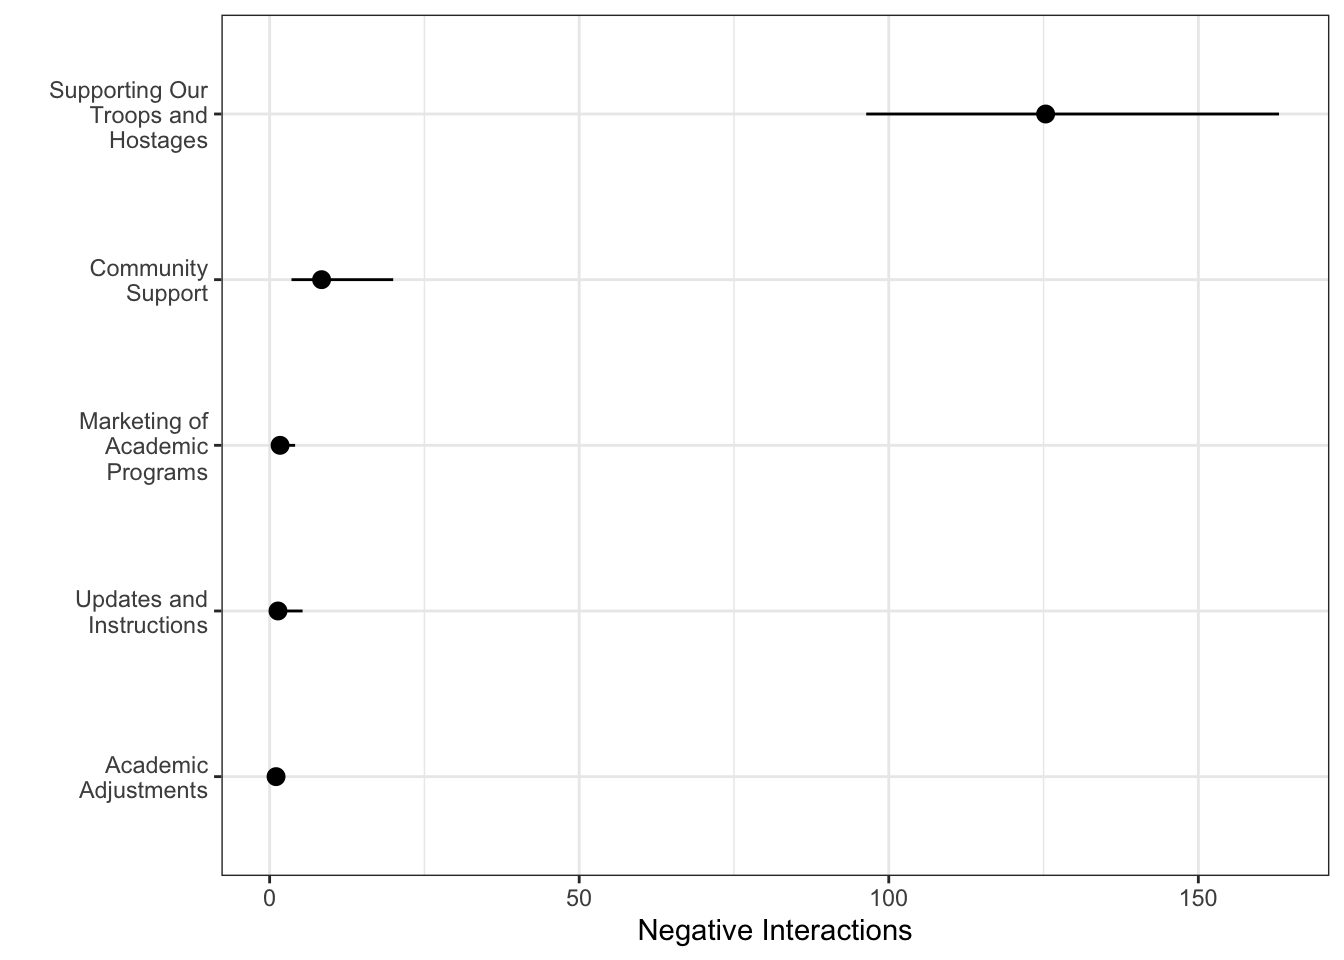 Supporting Our
Troops and
Hostages
Community
Support
Marketing of
Academic
Programs
Updates and
Instructions
Academic
Adjustments
0 50 100 150
Negative Interactions